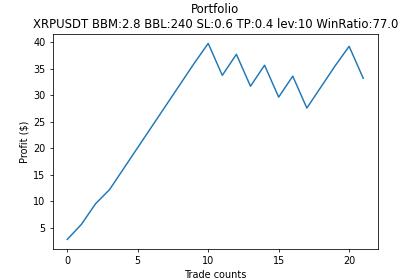 Portfolio
XRPUSDT BBM:2.8 BBL:240 SL:0.6 TP:0.4 lev:10 WinRatio:77.0
40
35
30
25
20
15
10
5
Profit ($)
0 5 10 15 20
Trade counts